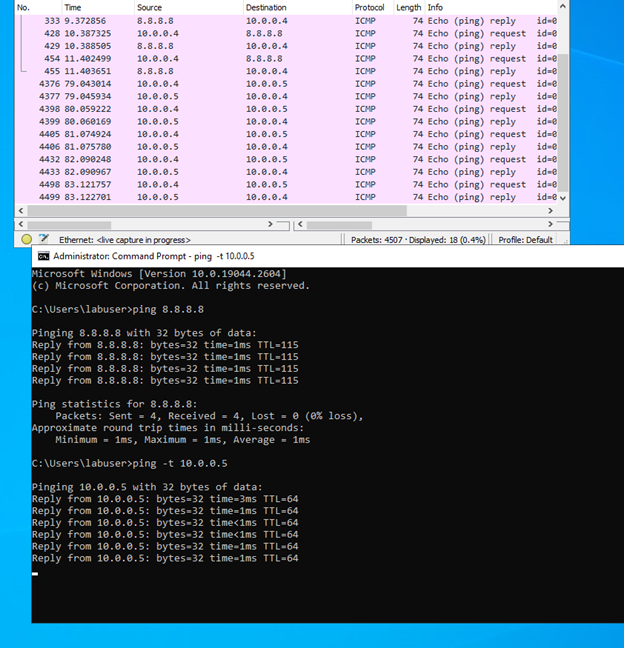 No. Time Source Destination Protocol Length Info
333 9.372856 8.8.8.8 10.0.0.4 ICMP 74 Echo (ping) reply id=0
428 10.387325 10.0.0.4 8.8.8.8 ICMP 74 Echo (ping) request id=0
429 10.388505 8.8.8.8 10.0.0.4 ICMP 74 Echo (ping) reply id=0
454 11.402499 10.0.0.4 8.8.8.8 ICMP 74 Echo (ping) request id=0
455 11.403651 8.8.8.8 10.0.0.4 ICMP 74 Echo (ping) reply id=0
4376 79.043014 10.0.0.4 10.0.0.5 ICMP 74 Echo (ping) request id=0
4377 79.045934 10.0.0.5 10.0.0.4 ICMP 74 Echo (ping) reply id=0
4398 80.059222 10.0.0.4 10.0.0.5 ICMP 74 Echo (ping) request id=0
4399 80.060169 10.0.0.5 10.0.0.4 ICMP 74 Echo (ping) reply id=0
4405 81.074924 10.0.0.4 10.0.0.5 ICMP 74 Echo (ping) request id=0
4406 81.075780 10.0.0.5 10.0.0.4 ICMP 74 Echo (ping) reply id=0
4432 82.090248 10.0.0.4 10.0.0.5 ICMP 74 Echo (ping) request id=0
4433 82.090967 10.0.0.5 10.0.0.4 ICMP 74 Echo (ping) reply id=0
4498 83.121757 10.0.0.4 10.0.0.5 ICMP 74 Echo (ping) request id=0
4499 83.122701 10.0.0.5 10.0.0.4 ICMP 74 Echo (ping) reply id=0
Ethernet: <live capture in progress> Packets: 4507 · Displayed: 18 (0.4%) Profile: Default
Administrator: Command Prompt - ping -t 10.0.0.5
Microsoft Windows [Version 10.0.19044.2604]
(c) Microsoft Corporation. All rights reserved.
C:\Users\labuser>ping 8.8.8.8
Pinging 8.8.8.8 with 32 bytes of data:
Reply from 8.8.8.8: bytes=32 time=1ms TTL=115
Reply from 8.8.8.8: bytes=32 time=1ms TTL=115
Reply from 8.8.8.8: bytes=32 time=1ms TTL=115
Reply from 8.8.8.8: bytes=32 time=1ms TTL=115
Ping statistics for 8.8.8.8:
Packets: Sent = 4, Received = 4, Lost = 0 (0% loss),
Approximate round trip times in milli-seconds:
Minimum = 1ms, Maximum = 1ms, Average = 1ms
C:\Users\labuser>ping -t 10.0.0.5
Pinging 10.0.0.5 with 32 bytes of data:
Reply from 10.0.0.5: bytes=32 time=3ms TTL=64
Reply from 10.0.0.5: bytes=32 time=1ms TTL=64
Reply from 10.0.0.5: bytes=32 time<1ms TTL=64
Reply from 10.0.0.5: bytes=32 time<1ms TTL=64
Reply from 10.0.0.5: bytes=32 time=1ms TTL=64
Reply from 10.0.0.5: bytes=32 time=1ms TTL=64